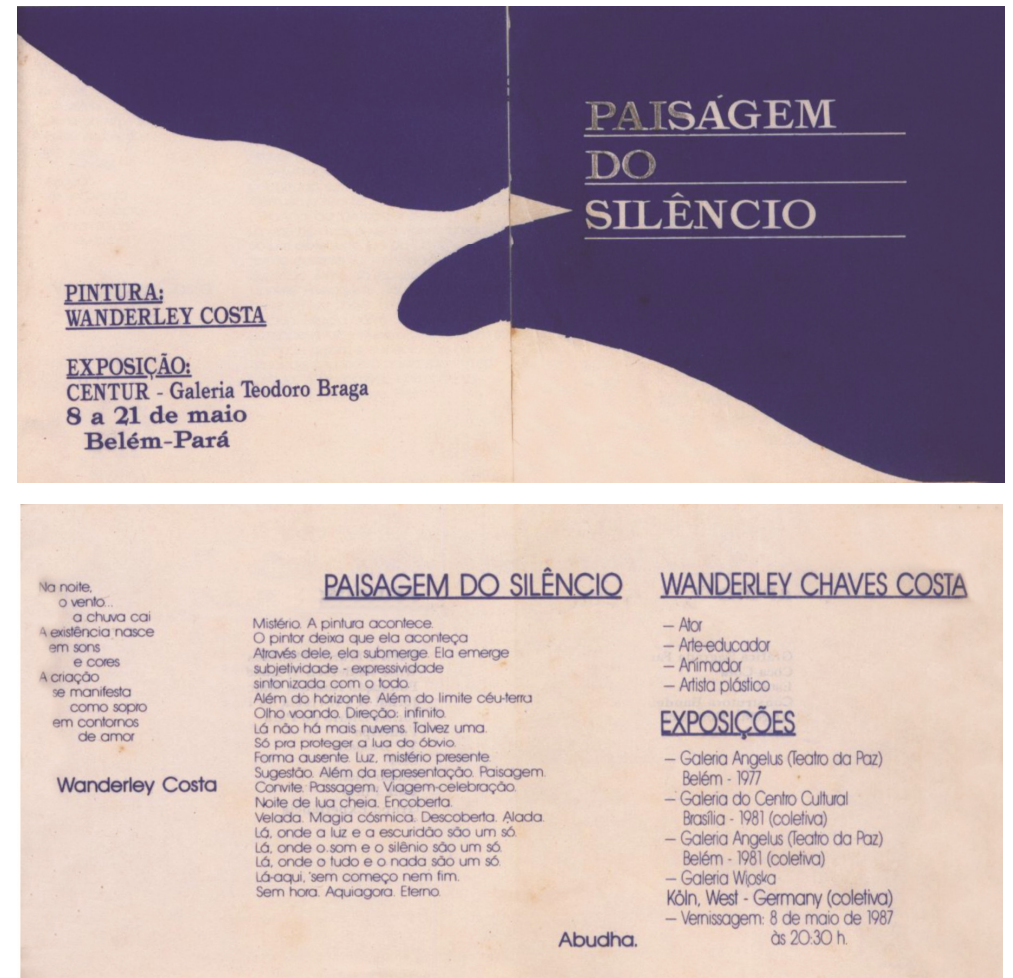 PAISAGEM
DO
SILÊNCIO
PINTURA:
WANDERLEY COSTA
EXPOSIÇÃO:
CENTUR - Galeria Teodoro Braga
8 a 21 de maio
Belém-Pará
Na noite,
o vento...
a chuva cai
A existência nasce
em sons
e cores
A criação
se manifesta
como sopro
em contornos
de amor
Wanderley Costa
PAISAGEM DO SILÊNCIO
Mistério. A pintura acontece.
O pintor deixa que ela aconteça
Através dele, ela submerge. Ela emerge
subjetividade - expressividade
sintonizada com o todo.
Além do horizonte. Além do limite céu-terra
Olho voando. Direção: infinito.
Lá não há mais nuvens. Talvez uma.
Só pra proteger a lua do óbvio.
Forma ausente. Luz, mistério presente.
Sugestão. Além da representação. Paisagem.
Convite. Passagem. Viagem-celebração.
Noite de lua cheia. Encoberta.
Velada. Magia cósmica. Descoberta. Alada.
Lá, onde a luz e a escuridão são um só.
Lá, onde o som e o silênio são um só.
Lá, onde o tudo e o nada são um só.
Lá-aqui, sem começo nem fim.
Sem hora. Aquiagora. Eterno.
Abudha.
WANDERLEY CHAVES COSTA
– Ator
– Arte-educador
– Animador
– Artista plástico
EXPOSIÇÕES
– Galeria Angelus (Teatro da Paz)
Belém - 1977
– Galeria do Centro Cultural
Brasília - 1981 (coletiva)
– Galeria Angelus (Teatro da Paz)
Belém - 1981 (coletiva)
– Galeria Wioska
Köln, West - Germany (coletiva)
– Vernissagem: 8 de maio de 1987
às 20:30 h.